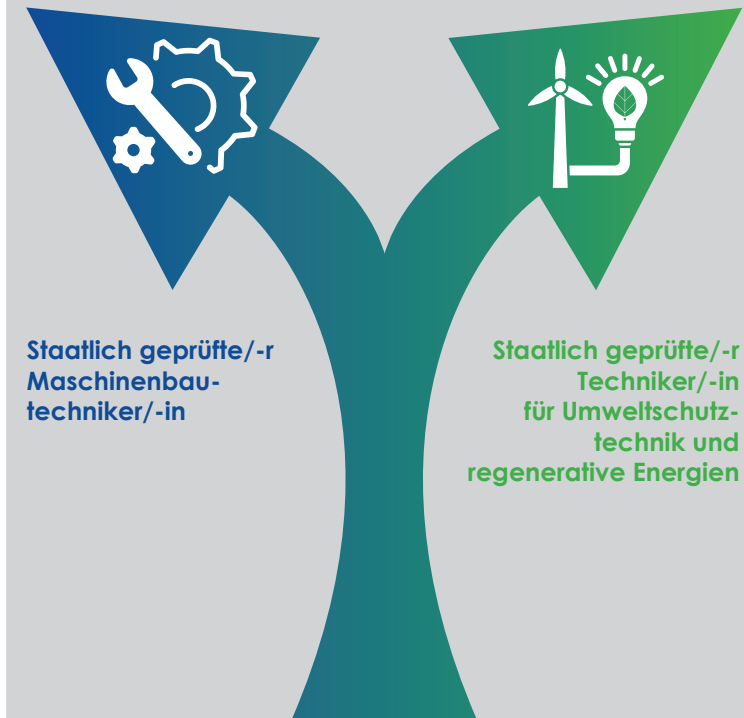 Staatlich geprüfte/-r
Maschinenbau-
techniker/-in
Staatlich geprüfte/-r
Techniker/-in
für Umweltschutz-
technik und
regenerative Energien